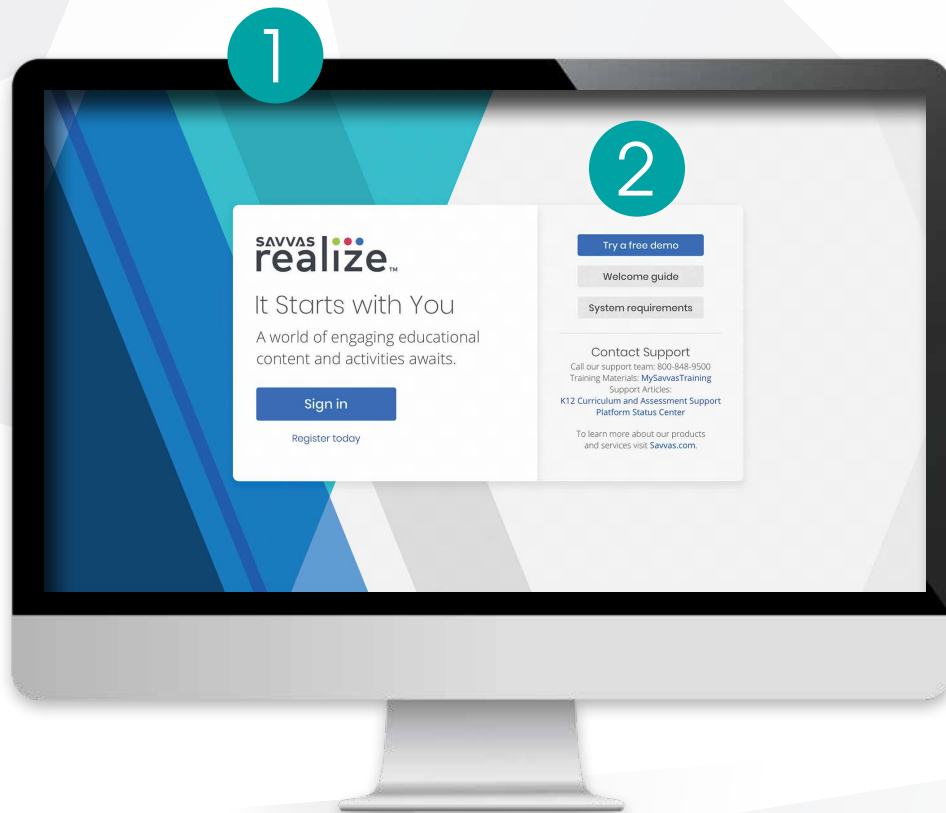 1
2
SAVVAS
realize™
It Starts with You
A world of engaging educational
content and activities awaits.
Sign in
Register today
Try a free demo
Welcome guide
System requirements
Contact Support
Call our support team: 800-848-9500
Training Materials: MySavvasTraining
Support Articles:
K12 Curriculum and Assessment Support
Platform Status Center
To learn more about our products
and services visit Savvas.com.